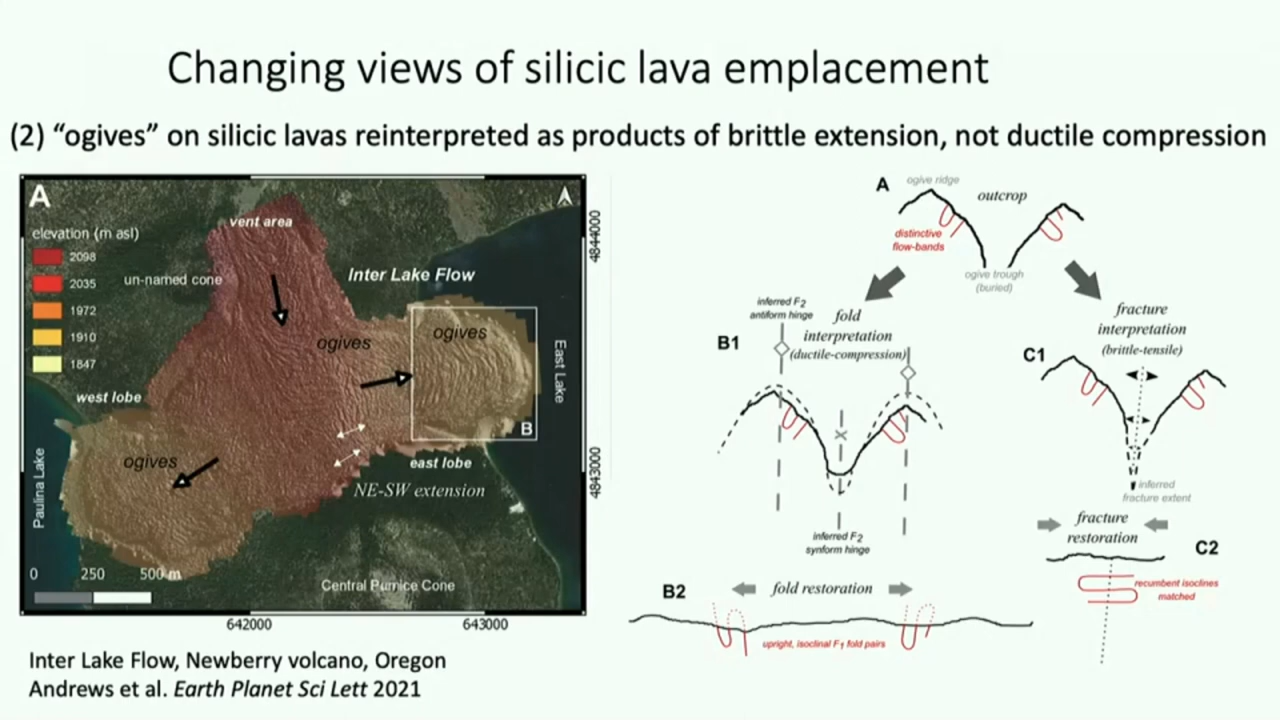 Changing views of silicic lava emplacement
(2) “ogives” on silicic lavas reinterpreted as products of brittle extension, not ductile compression
A
elevation (m asl)
2098
2035
1972
1910
1847
vent area
un-named cone
Inter Lake Flow
ogives
ogives
west lobe
ogives
B
east lobe
NE-SW extension
Paulina Lake
East Lake
Central Pumice Cone
0 250 500 m
4844000
4843000
642000 643000
Inter Lake Flow, Newberry volcano, Oregon
Andrews et al. Earth Planet Sci Lett 2021
A
ogive ridge
outcrop
distinctive
flow-bands
ogive trough
(buried)
B1
inferred F2
antiform hinge
fold
interpretation
(ductile-compression)
inferred F2
synform hinge
B2
fold restoration
upright, isoclinal F1 fold pairs
C1
fracture
interpretation
(brittle-tensile)
inferred
fracture extent
fracture
restoration
C2
recumbent isoclines
matched